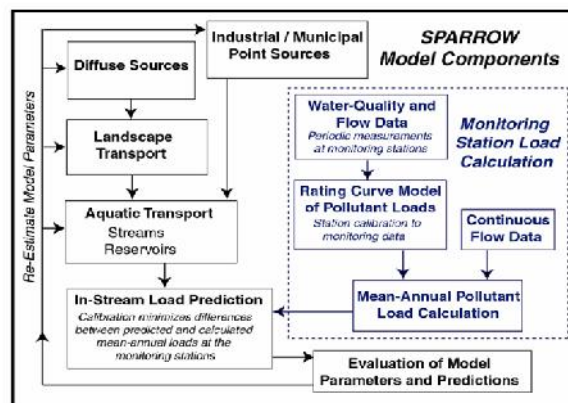 SPARROW
Model Components
Industrial / Municipal
Point Sources
Diffuse Sources
Landscape
Transport
Aquatic Transport
Streams
Reservoirs
In-Stream Load Prediction
Calibration minimizes differences
between predicted and calculated
mean-annual loads at the
monitoring stations
Re-Estimate Model Parameters
Water-Quality and
Flow Data
Periodic measurements
at monitoring stations
Monitoring
Station Load
Calculation
Rating Curve Model
of Pollutant Loads
Station calibration to
monitoring data
Continuous
Flow Data
Mean-Annual Pollutant
Load Calculation
Evaluation of Model
Parameters and Predictions